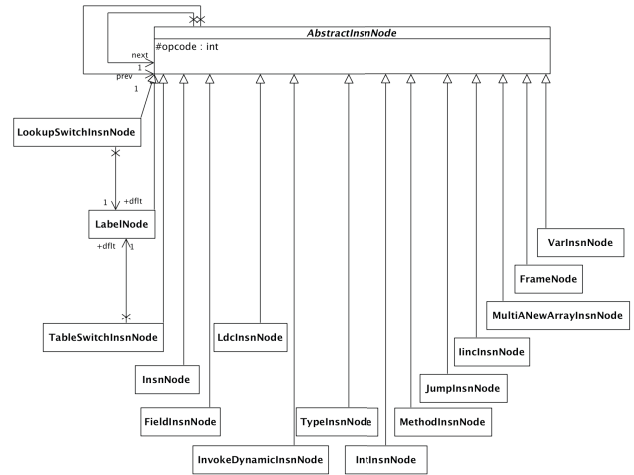 AbstractInsnNode
#opcode : int
next
1
prev
1
LookupSwitchInsnNode
1 +dflt
LabelNode
+dflt 1
VarInsnNode
FrameNode
MultiANewArrayInsnNode
TableSwitchInsnNode
LdcInsnNode
IincInsnNode
InsnNode
JumpInsnNode
FieldInsnNode
TypeInsnNode
MethodInsnNode
InvokeDynamicInsnNode
IntInsnNode